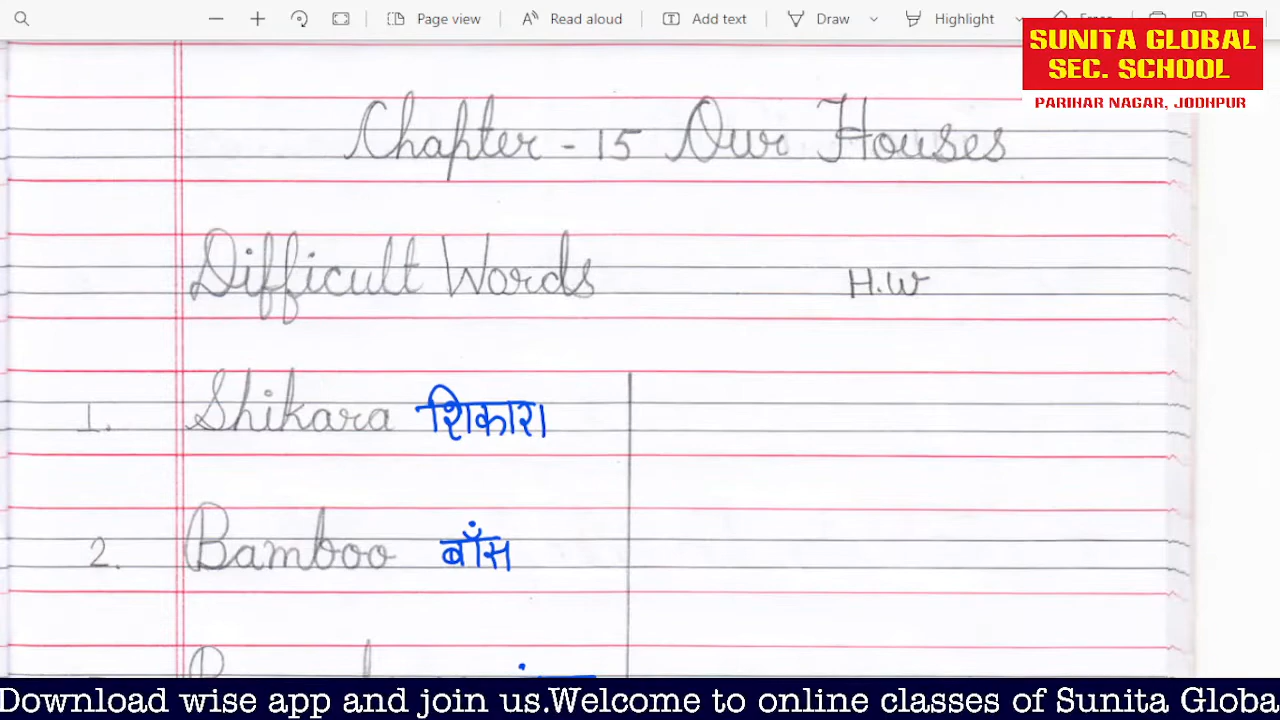 Page view
Read aloud
Add text
Draw
Highlight
SUNITA GLOBAL
SEC. SCHOOL
PARIHAR NAGAR, JODHPUR
Chapter - 15 Our Houses
Difficult Words H.W
1. Shikara शिकारा
2. Bamboo बाँस
Download wise app and join us.Welcome to online classes of Sunita Globa